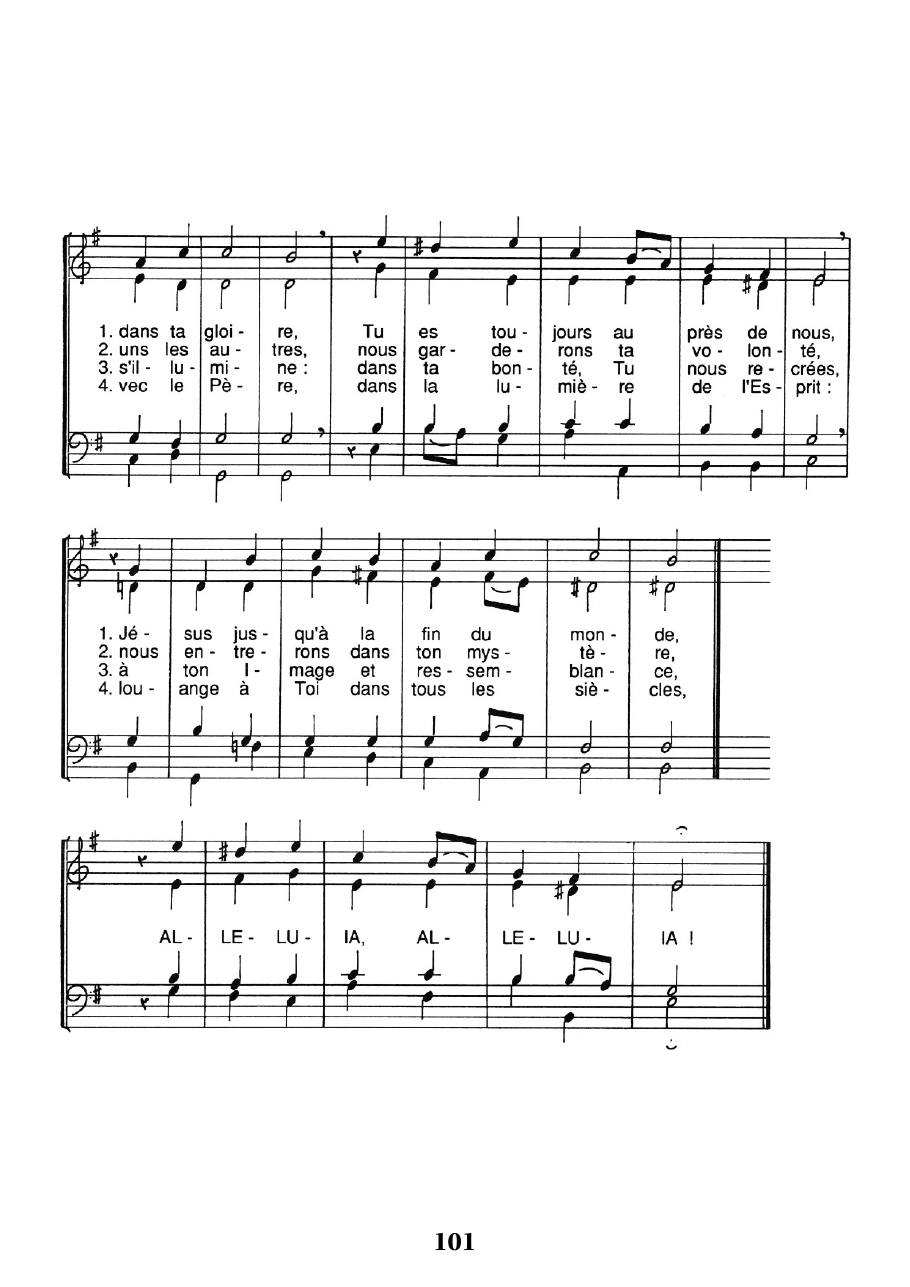 1. dans ta gloi - re, Tu es tou - jours au près de nous,
2. uns les au - tres, nous gar - de - rons ta vo - lon - té,
3. s'il - lu - mi - ne : dans ta bon - té, Tu nous re - crées,
4. vec le Pè - re, dans la lu - miè - re de l'Es - prit :
1. Jé - sus jus - qu'à la fin du mon - de,
2. nous en - tre - rons dans ton mys - tè - re,
3. à ton I - mage et res - sem - blan - ce,
4. lou - ange à Toi dans tous les siè - cles,
AL - LE - LU - IA, AL - LE - LU - IA !
101